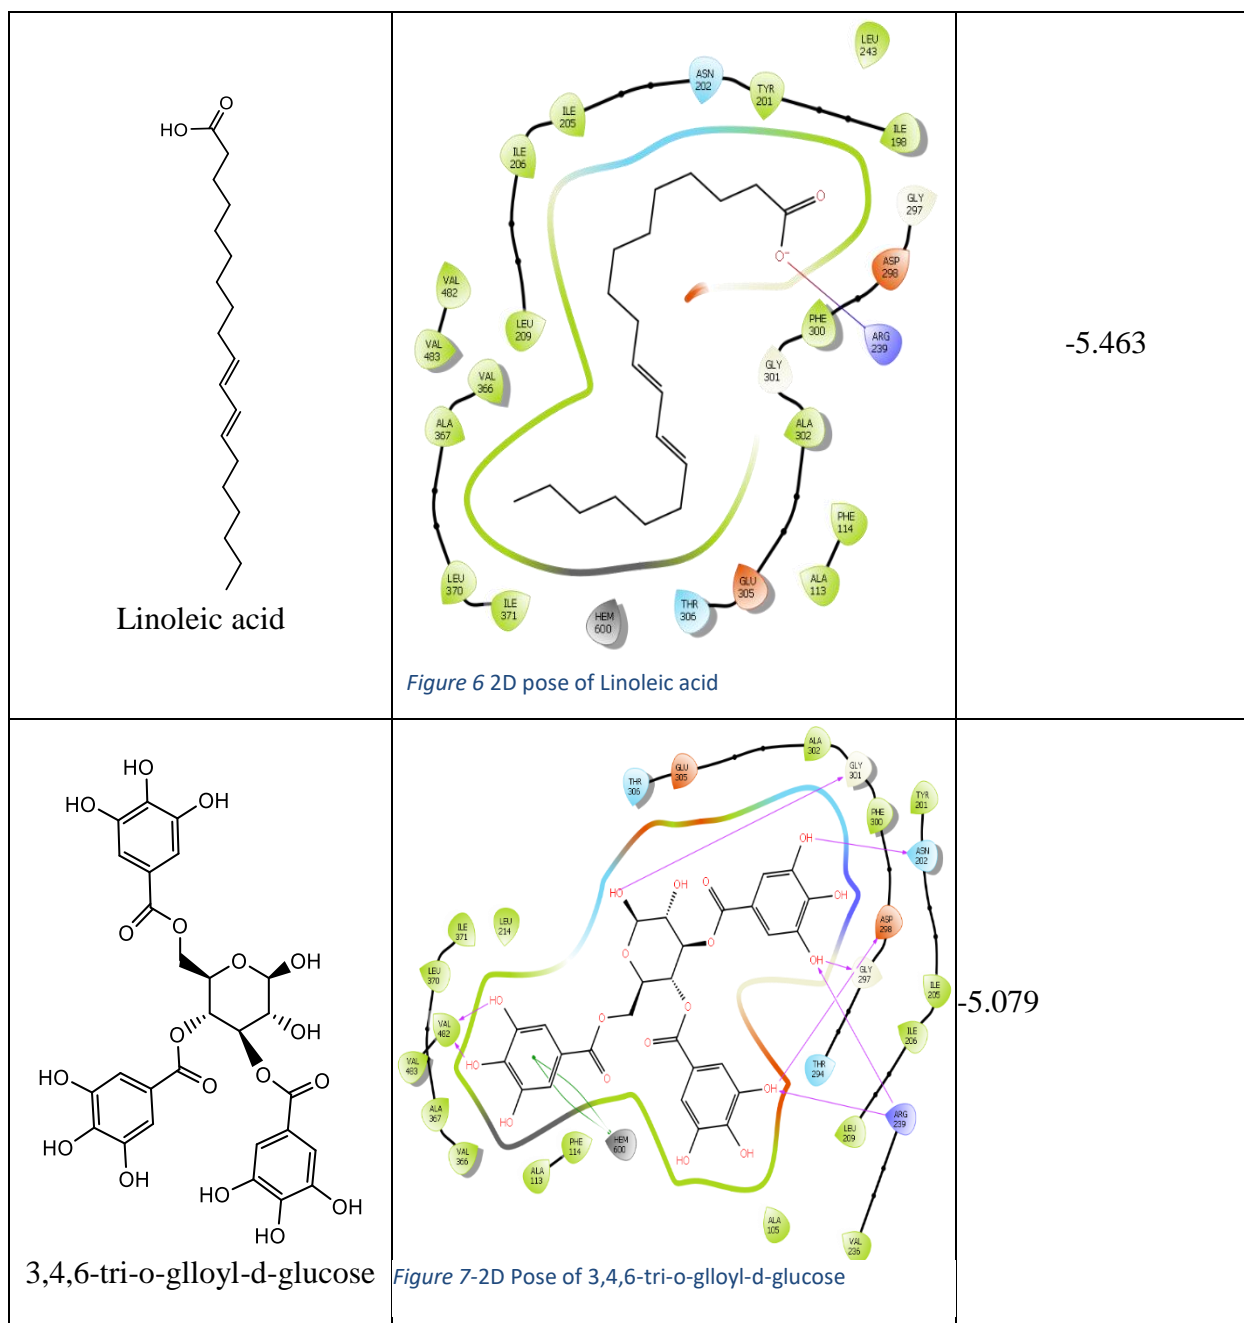 O
HO
Linoleic acid
LEU
243
ASN
202
TYR
201
ILE
205
ILE
198
ILE
206
GLY
297
O
O-
ASP
298
VAL
482
LEU
209
PHE
300
ARG
239
VAL
483
VAL
366
GLY
301
ALA
367
ALA
302
PHE
114
LEU
370
ILE
371
GLU
305
ALA
113
HEM
600
THR
306
Figure 6 2D pose of Linoleic acid
-5.463
HO
HO
OH
O
O
O
OH
OH
O
O
O
O
HO
HO
OH
HO
OH
OH
3,4,6-tri-o-glloyl-d-glucose
ALA
302
GLU
305
GLY
301
THR
306
TYR
201
PHE
300
OH
ASN
202
HO
OH
O
OH
O
ASP
298
OH
GLY
297
O
ILE
371
LEU
214
LEU
370
ILE
205
HO
O
O
VAL
482
ILE
206
O
HO
VAL
483
THR
294
O
OH
ALA
367
LEU
209
ARG
239
OH
VAL
366
PHE
114
HEM
600
OH
OH
ALA
113
ALA
105
VAL
236
Figure 7-2D Pose of 3,4,6-tri-o-glloyl-d-glucose
-5.079